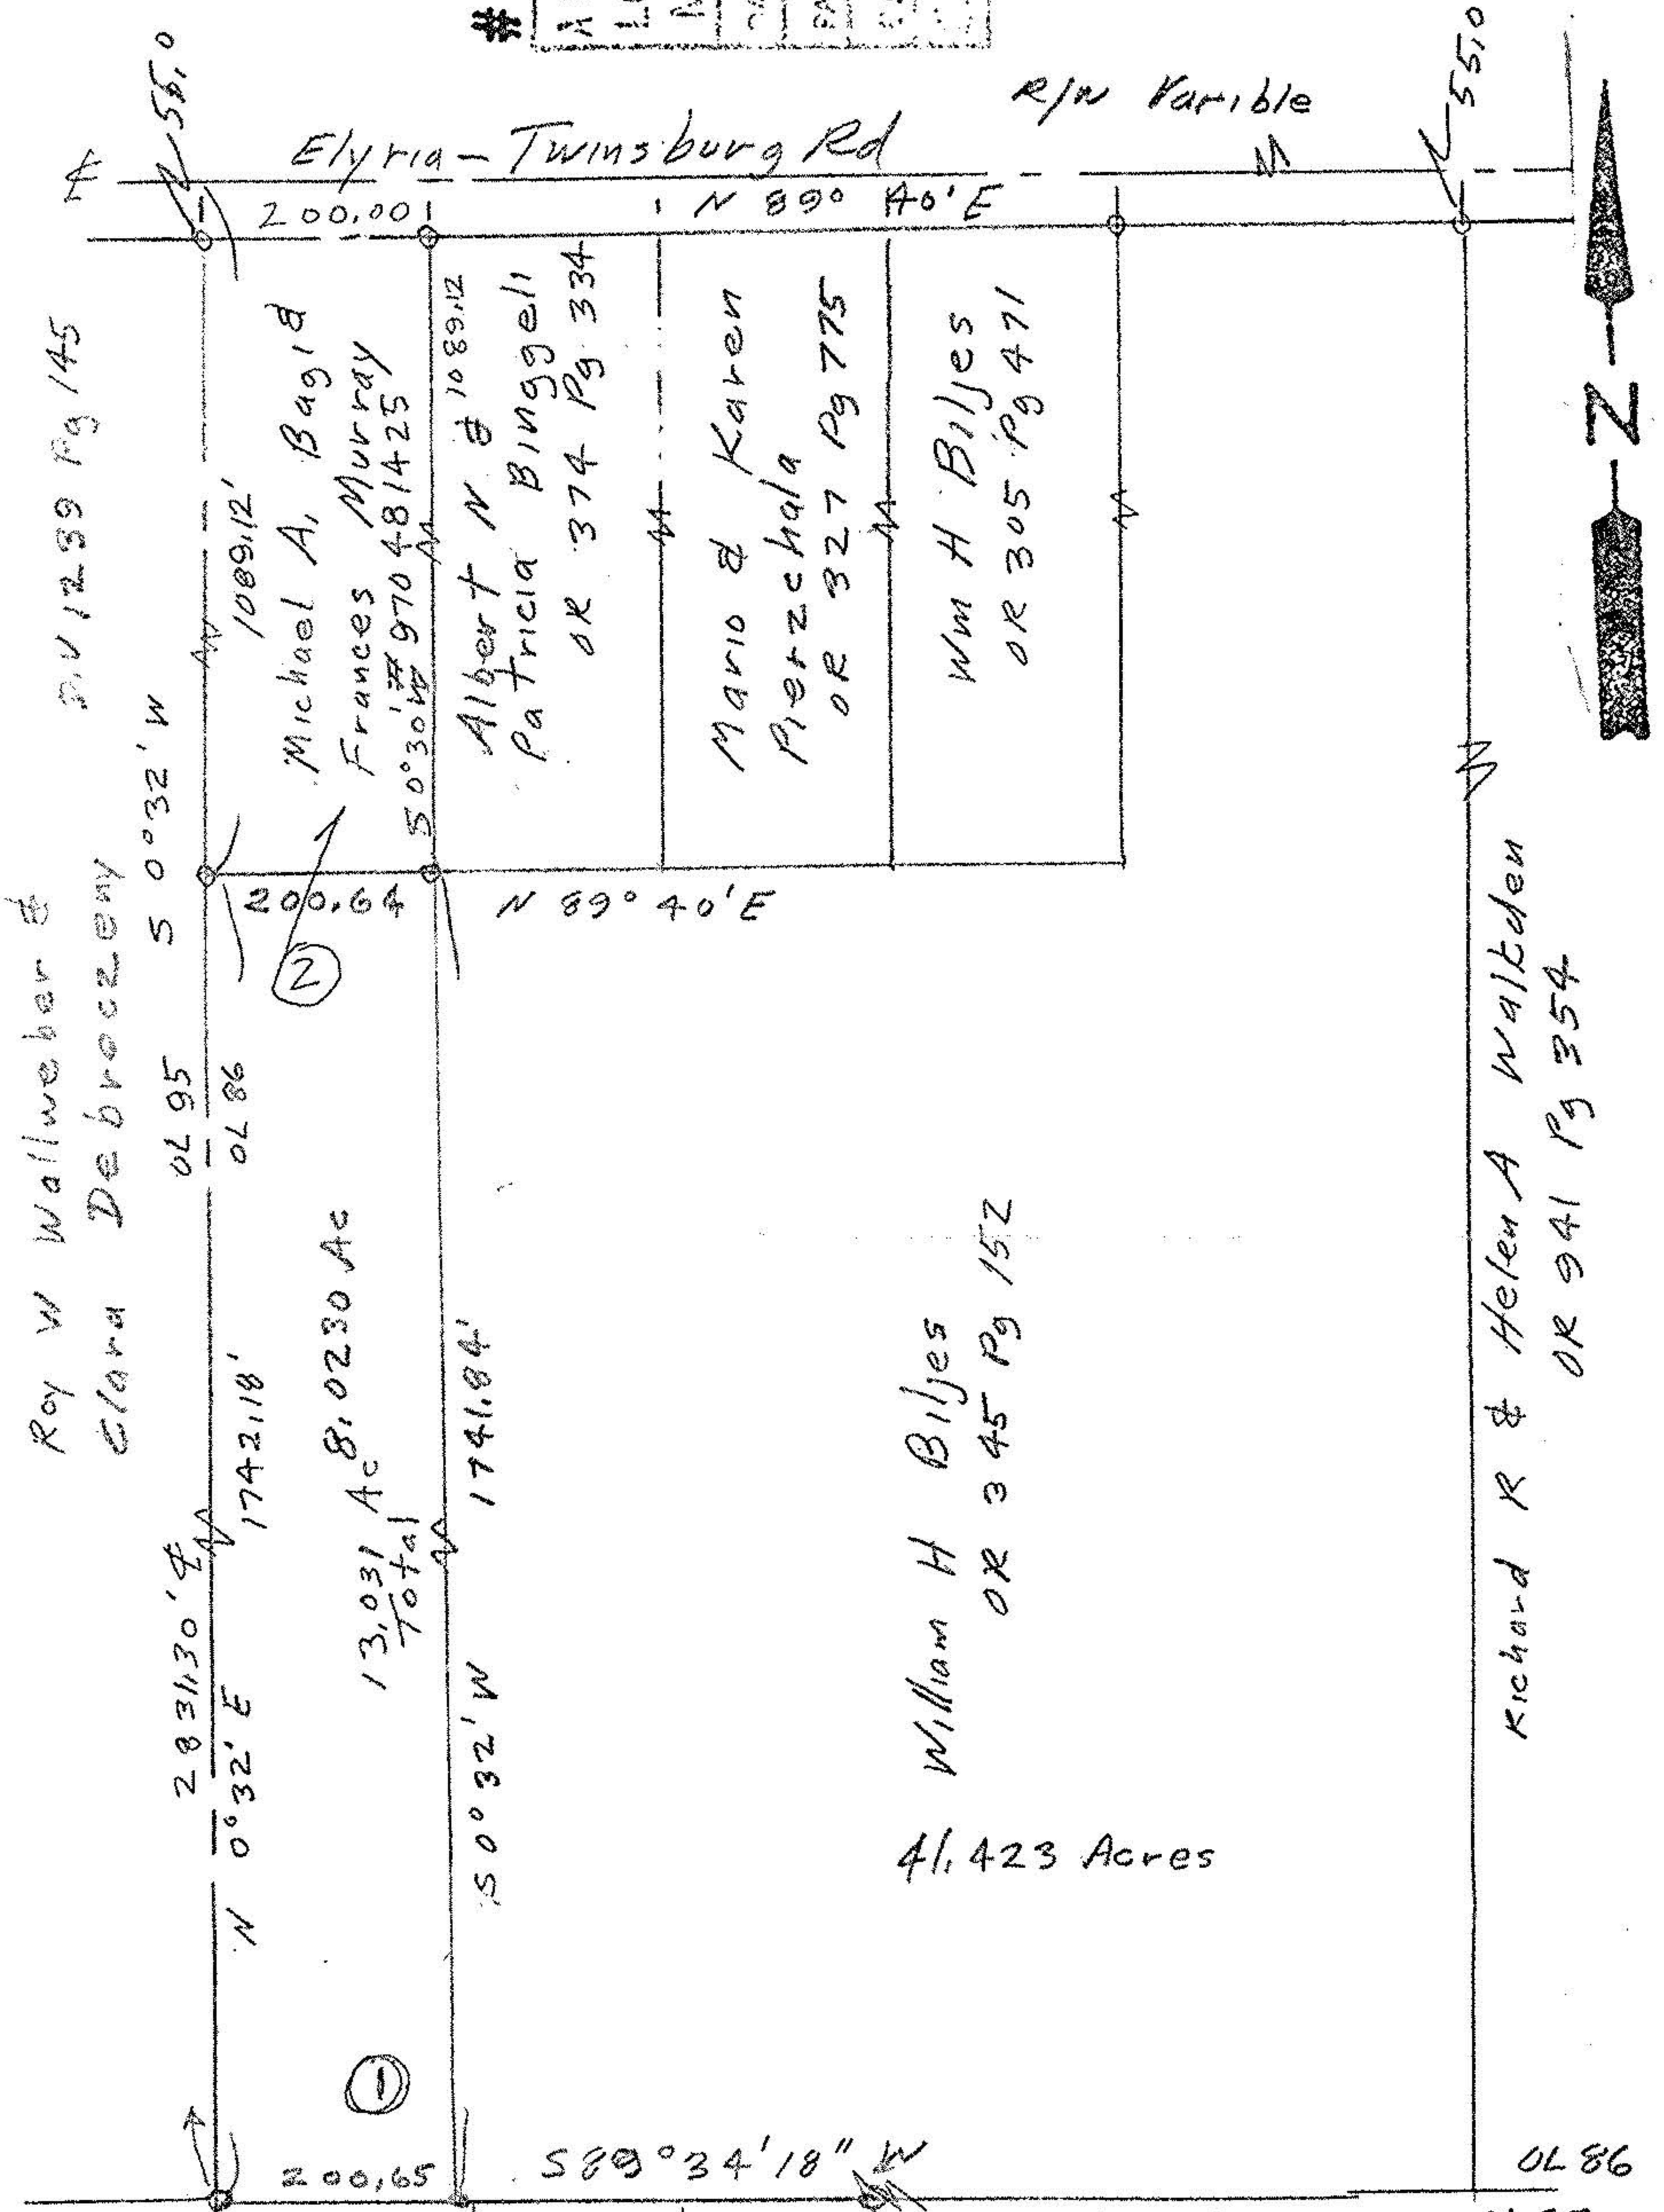 #
55.0
55.0
R/W Varible
Elyria - Twinsburg Rd
200.00
N 89° 40' E
Roy W Wallweber &
Clara Debroczeny
D.V 1239 Pg 145
S 0° 32' W
1089.12'
Michael A, Bagi &
Frances Murray
# 970 481425
S 0° 30' W
1089.12
Albert N &
Patricia Binggeli
OR 374 Pg 334
Mario & Karen
Pierzchala
OR 327 Pg 775
Wm H Biljes
OR 305 Pg 471
N
200.64
N 89° 40' E
2
OL 95
OL 86
2831.30'
N 0° 32' E
1742.18'
8.0230 Ac
13.031 Ac
Total
S 0° 32' W
1741.84'
William H Biljes
OR 345 Pg 152
41.423 Acres
Richard R & Helen A Walkden
OR 941 Pg 354
1
200.65
S 89° 34' 18" W
OL 86